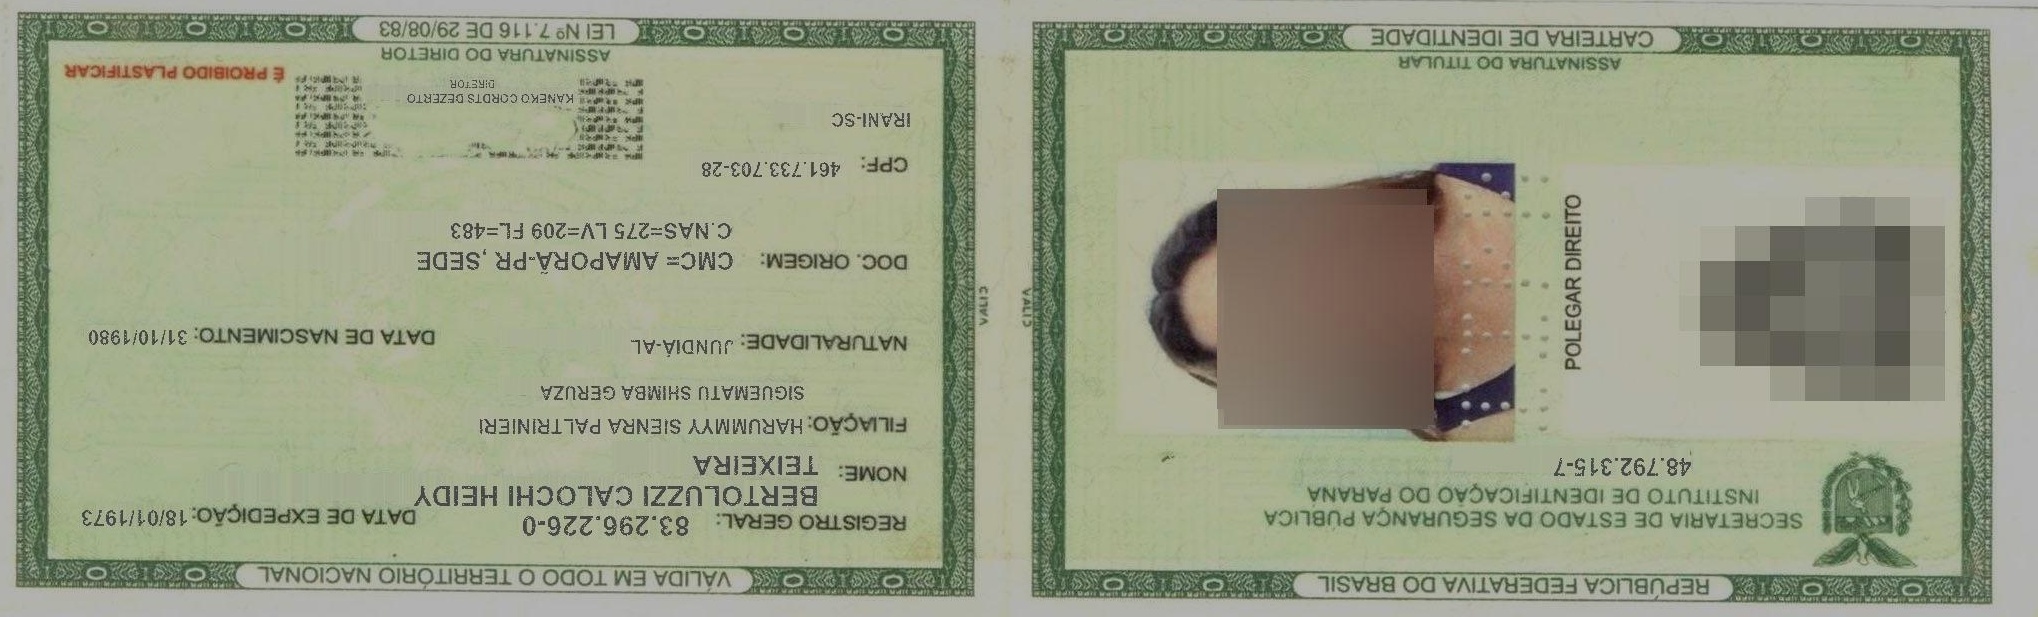 REPÚBLICA FEDERATIVA DO BRASIL
SECRETARIA DE ESTADO DA SEGURANÇA PÚBLICA
INSTITUTO DE IDENTIFICAÇÃO DO PARANÁ
48.792.315-7
POLEGAR DIREITO
ASSINATURA DO TITULAR
CARTEIRA DE IDENTIDADE
VÁLIDA EM TODO O TERRITÓRIO NACIONAL
REGISTRO GERAL: 83.296.226-0 DATA DE EXPEDIÇÃO: 18/01/1973
BERTOLUZZI CALOCHI HEIDY
NOME: TEIXEIRA
FILIAÇÃO: HARUMMYY SIENRA PALTRINIERI
SIGUEMATU SHIMBA GERUZA
NATURALIDADE: JUNDIÁ-AL DATA DE NASCIMENTO: 31/10/1980
DOC. ORIGEM: CMC= AMAPORÃ-PR ,SEDE
C.NAS=275 LV=209 FL=483
CPF: 461.733.703-28
IRANI-SC
KANEKO CORDTS DEZERTO
DIRETOR
É PROIBIDO PLASTIFICAR
ASSINATURA DO DIRETOR
LEI Nº 7.116 DE 29/08/83